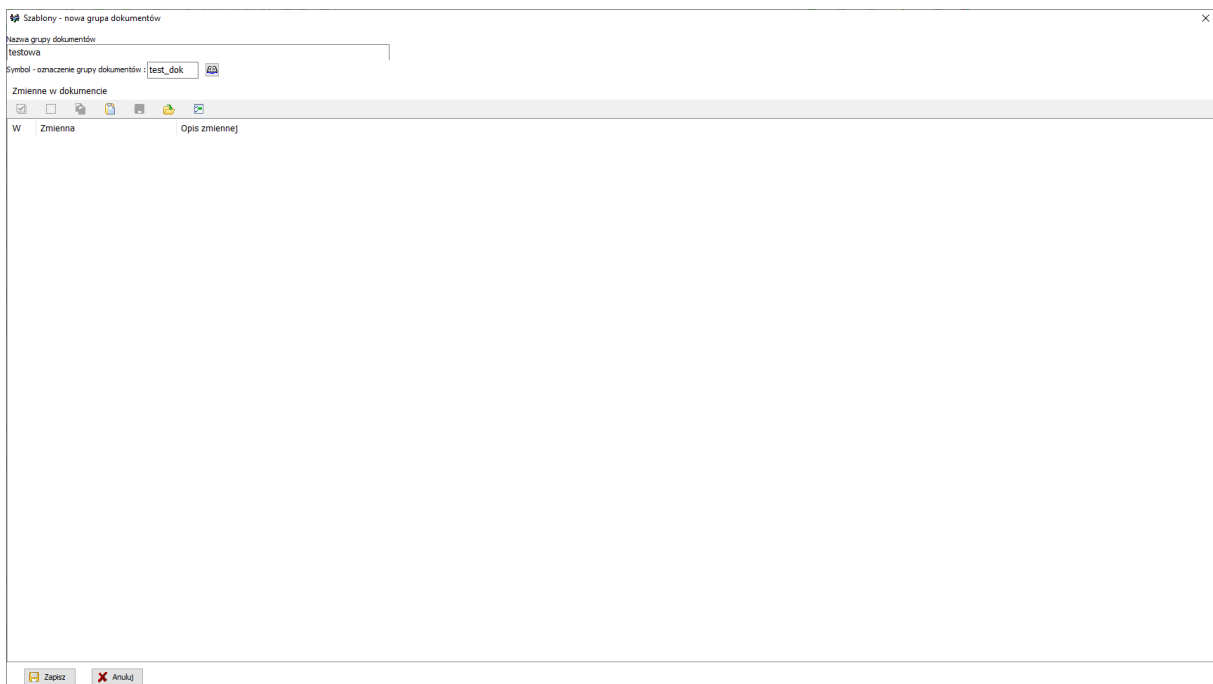 Szablony - nowa grupa dokumentów
Nazwa grupy dokumentów
testowa
Symbol - oznaczenie grupy dokumentów : test_dok
Zmienne w dokumencie
W Zmienna Opis zmiennej
Zapisz Anuluj